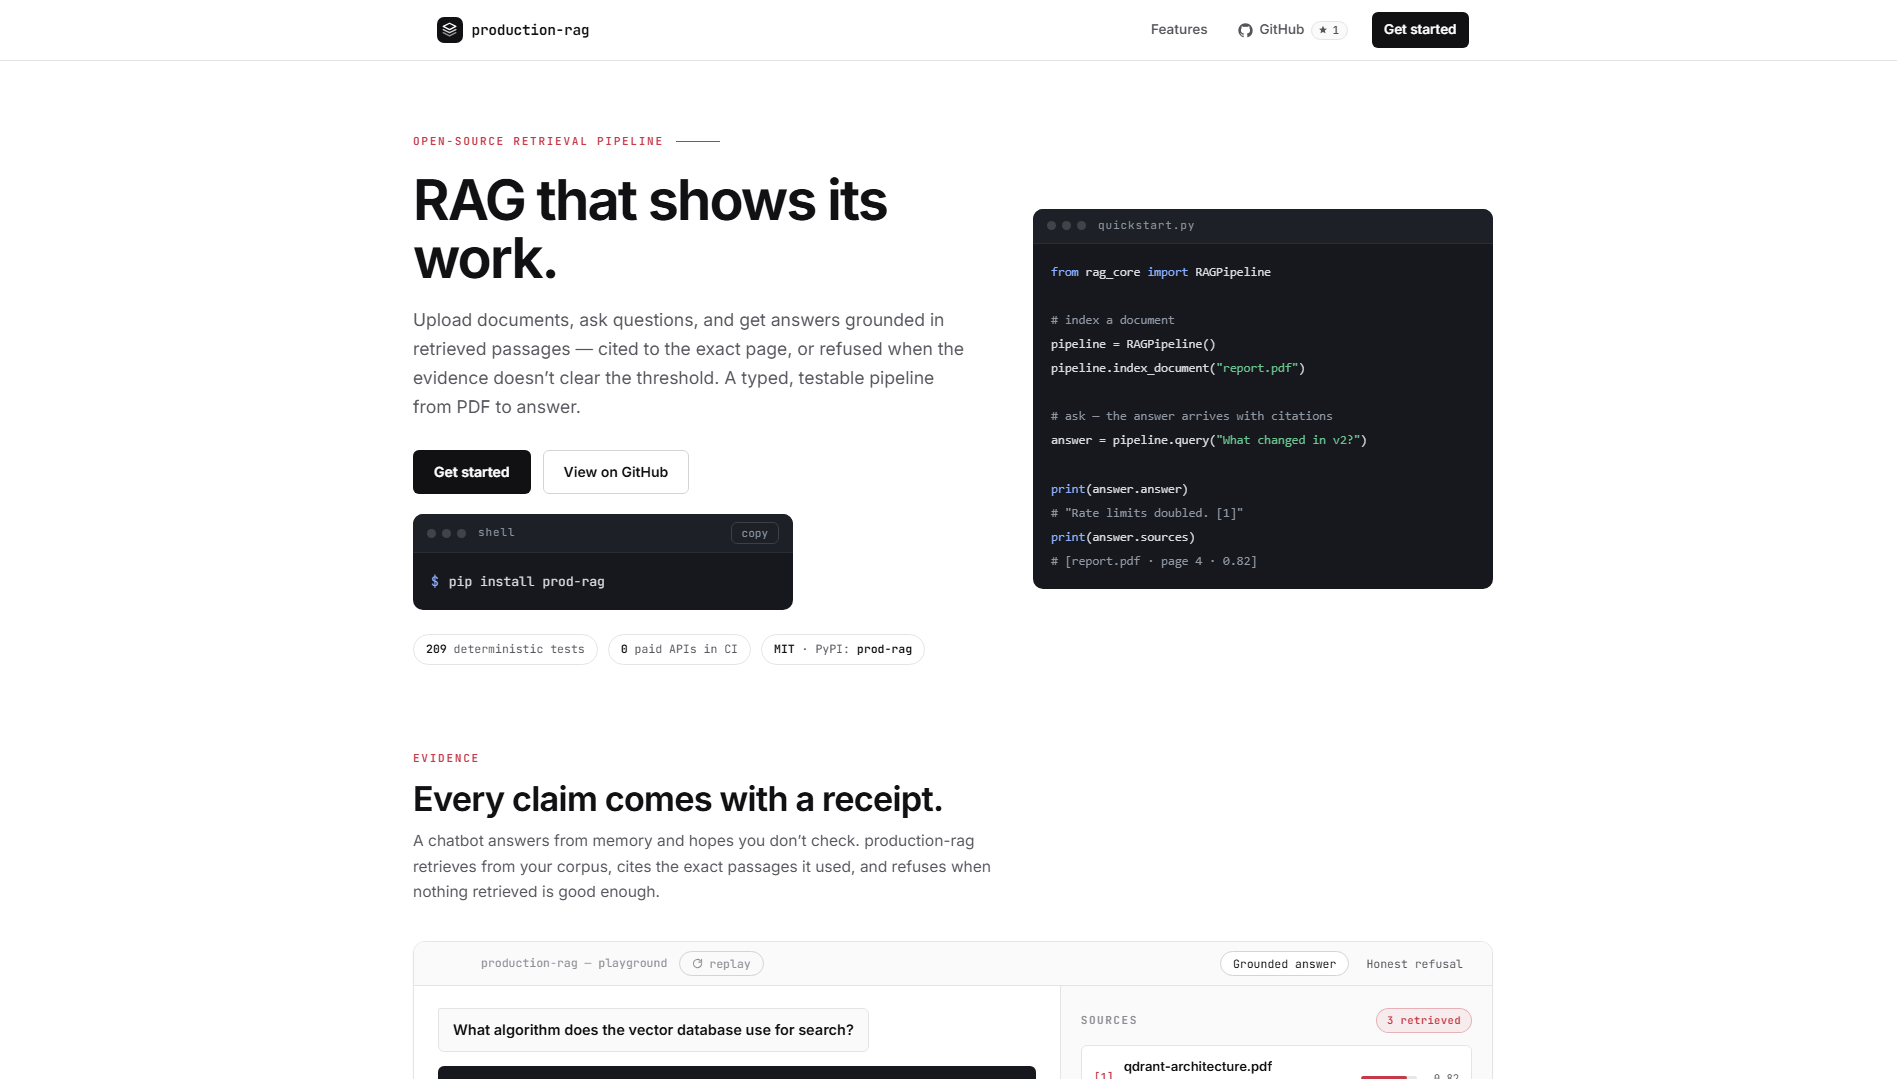 production-rag
Features
GitHub
★ 1
Get started
OPEN-SOURCE RETRIEVAL PIPELINE
RAG that shows its
work.
Upload documents, ask questions, and get answers grounded in
retrieved passages — cited to the exact page, or refused when the
evidence doesn’t clear the threshold. A typed, testable pipeline
from PDF to answer.
Get started
View on GitHub
shell
copy
$ pip install prod-rag
209 deterministic tests
0 paid APIs in CI
MIT · PyPI: prod-rag
quickstart.py
from rag_core import RAGPipeline
# index a document
pipeline = RAGPipeline()
pipeline.index_document("report.pdf")
# ask — the answer arrives with citations
answer = pipeline.query("What changed in v2?")
print(answer.answer)
# "Rate limits doubled. [1]"
print(answer.sources)
# [report.pdf · page 4 · 0.82]
EVIDENCE
Every claim comes with a receipt.
A chatbot answers from memory and hopes you don’t check. production-rag
retrieves from your corpus, cites the exact passages it used, and refuses when
nothing retrieved is good enough.
production-rag — playground
replay
Grounded answer
Honest refusal
What algorithm does the vector database use for search?
SOURCES
3 retrieved
[1]
qdrant-architecture.pdf
0.82